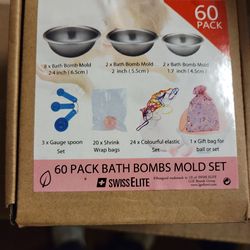 60
PACK
8 x Bath Bomb Mold
2·4 inch ( 6.5cm )
2 x Bath Bomb Mold
2 inch ( 5.5cm )
2 x Bath Bomb Mold
1·7 inch ( 4.5cm )
3 x Gauge spoon
Set
20 x Shrink
Wrap bags
24 x Colourful elastic
Set
1 x Gift bag for
ball or set
60 PACK BATH BOMBS MOLD SET
SWISSELITE